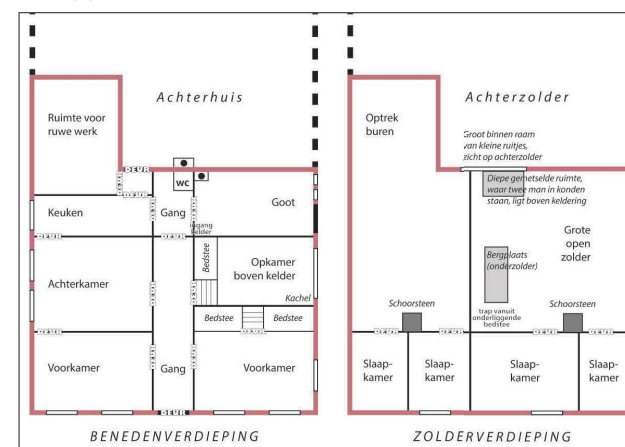 Achterhuis
Ruimte voor
ruwe werk
DEUR
DEUR
DEUR
WC
Keuken
DEUR
Gang
DEUR
Goot
DEUR
DEUR
ingang
kelder
DEUR
Achterkamer
Bedstee
Opkamer
boven kelder
DEUR
Kachel
Bedstee
Bedstee
DEUR
DEUR
Voorkamer
DEUR
Gang
DEUR
Voorkamer
DEUR
BENEDENVERDIEPING
Achterzolder
Optrek
buren
Groot binnen raam
van kleine ruitjes,
zicht op achterzolder
Diepe gemetselde ruimte,
waar twee man in konden
staan, ligt boven keldering
Grote
open
zolder
Bergplaats
(onderzolder)
Schoorsteen
trap vanuit
onderliggende
bedstee
Schoorsteen
DEUR
DEUR
DEUR
DEUR
Slaap-
kamer
Slaap-
kamer
Slaap-
kamer
Slaap-
kamer
ZOLDERVERDIEPING